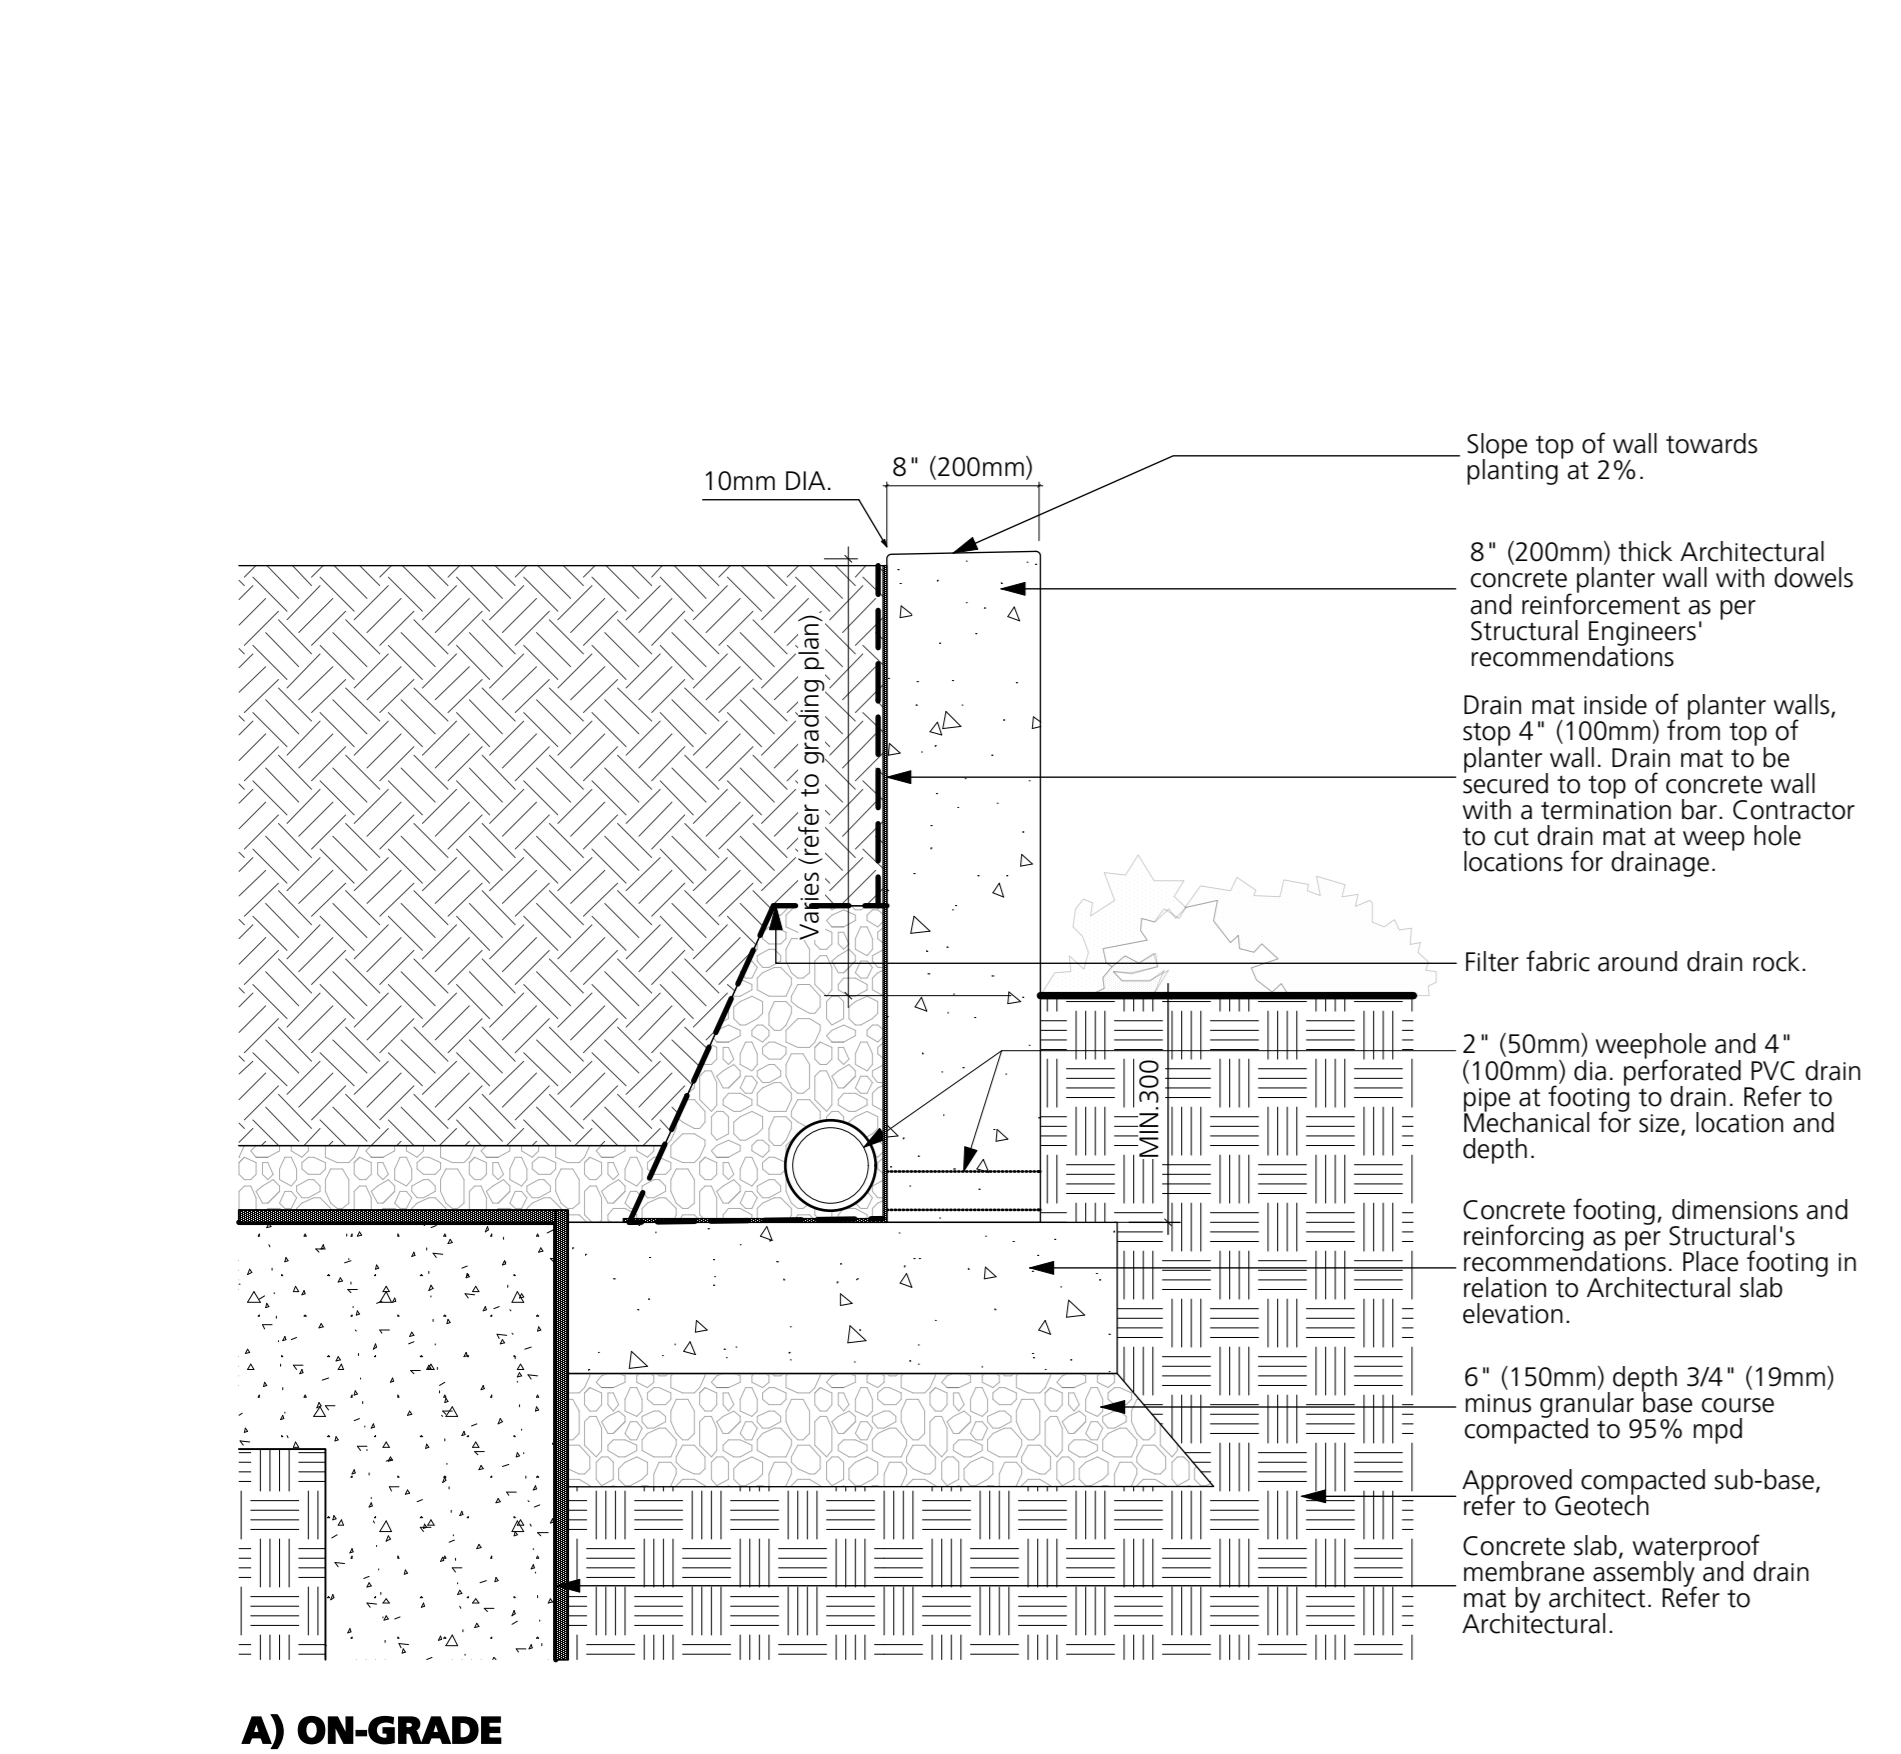 Slope top of wall towards
planting at 2%.
8" (200mm)
10mm DIA.
8" (200mm) thick Architectural
concrete planter wall with dowels
and reinforcement as per
Structural Engineers'
recommendations
Varies (refer to grading plan)
Drain mat inside of planter walls,
stop 4" (100mm) from top of
planter wall. Drain mat to be
secured to top of concrete wall
with a termination bar. Contractor
to cut drain mat at weep hole
locations for drainage.
Filter fabric around drain rock.
2" (50mm) weephole and 4"
(100mm) dia. perforated PVC drain
pipe at footing to drain. Refer to
Mechanical for size, location and
depth.
MIN.300
Concrete footing, dimensions and
reinforcing as per Structural's
recommendations. Place footing in
relation to Architectural slab
elevation.
6" (150mm) depth 3/4" (19mm)
minus granular base course
compacted to 95% mpd
Approved compacted sub-base,
refer to Geotech
Concrete slab, waterproof
membrane assembly and drain
mat by architect. Refer to
Architectural.
A) ON-GRADE